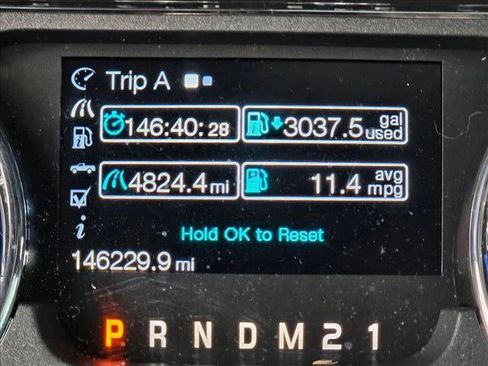 Trip A
146:40:28
3037.5 gal used
4824.4 mi
11.4 avg mpg
Hold OK to Reset
146229.9 mi
P R N D M 2 1